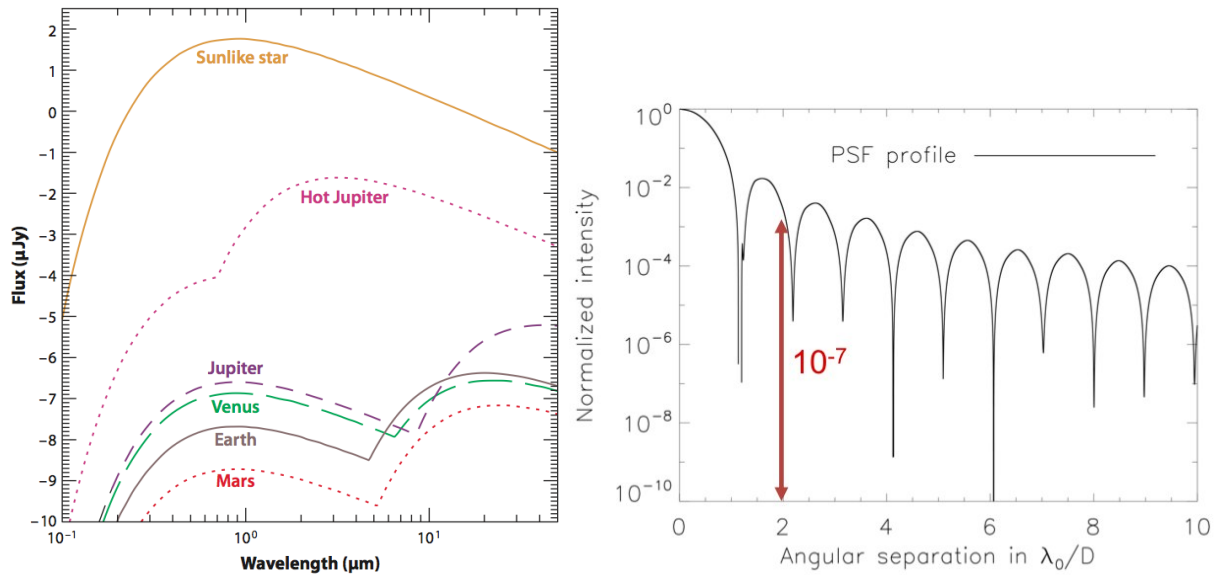 2
1
0
−1
−2
−3
−4
−5
−6
−7
−8
−9
−10
Flux (μJy)
Sunlike star
Hot Jupiter
Jupiter
Venus
Earth
Mars
10⁻¹ 10⁰ 10¹
Wavelength (μm)
10⁰
10⁻²
10⁻⁴
10⁻⁶
10⁻⁸
10⁻¹⁰
Normalized intensity
PSF profile
10⁻⁷
0 2 4 6 8 10
Angular separation in λ₀/D